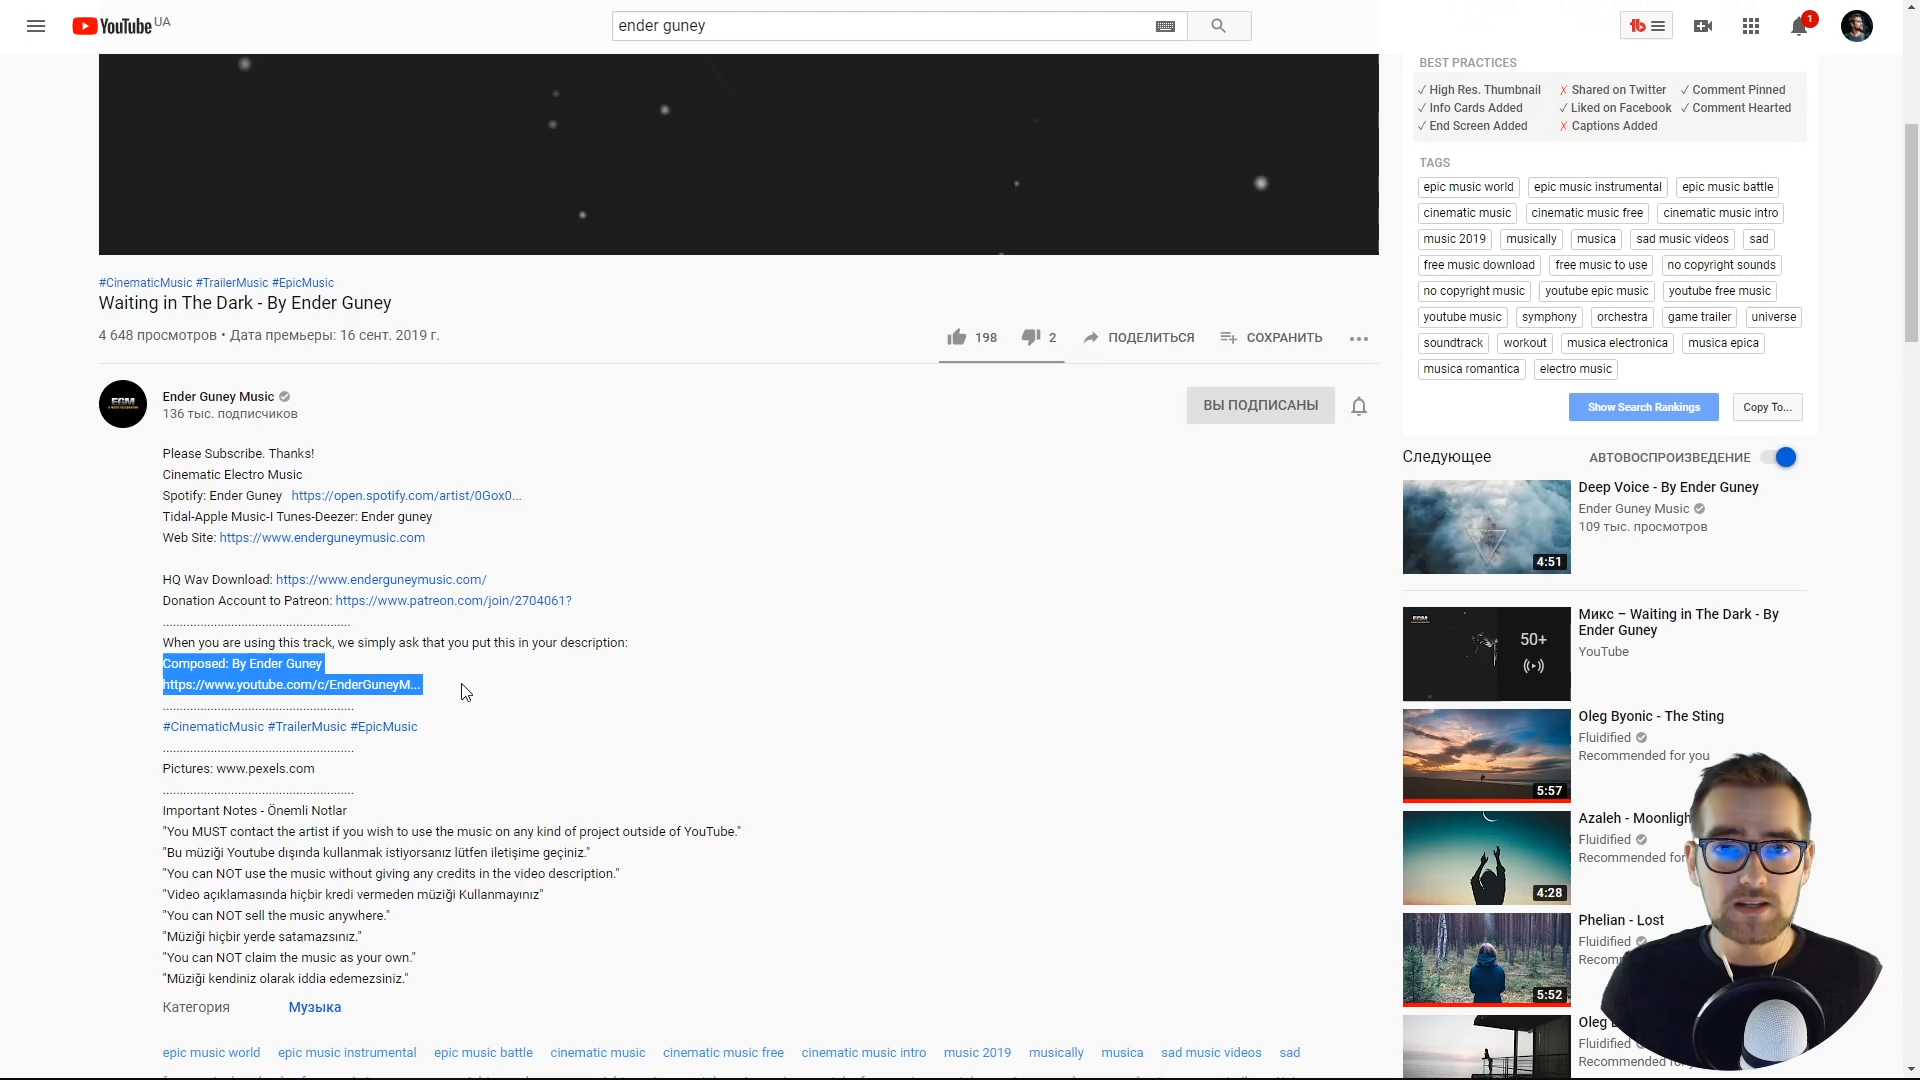 YouTube UA
ender guney
1
BEST PRACTICES
✓ High Res. Thumbnail ✗ Shared on Twitter ✓ Comment Pinned
✓ Info Cards Added ✓ Liked on Facebook ✓ Comment Hearted
✓ End Screen Added ✗ Captions Added
TAGS
epic music world epic music instrumental epic music battle
cinematic music cinematic music free cinematic music intro
music 2019 musically musica sad music videos sad
free music download free music to use no copyright sounds
no copyright music youtube epic music youtube free music
youtube music symphony orchestra game trailer universe
soundtrack workout musica electronica musica epica
musica romantica electro music
Show Search Rankings Copy To...
#CinematicMusic #TrailerMusic #EpicMusic
Waiting in The Dark - By Ender Guney
4 648 просмотров • Дата премьеры: 16 сент. 2019 г.
198 2 ПОДЕЛИТЬСЯ СОХРАНИТЬ
EGM
Ender Guney Music
136 тыс. подписчиков
ВЫ ПОДПИСАНЫ
Please Subscribe. Thanks!
Cinematic Electro Music
Spotify: Ender Guney https://open.spotify.com/artist/0Gox0...
Tidal-Apple Music-I Tunes-Deezer: Ender guney
Web Site: https://www.enderguneymusic.com
HQ Wav Download: https://www.enderguneymusic.com/
Donation Account to Patreon: https://www.patreon.com/join/2704061?
........................................................
When you are using this track, we simply ask that you put this in your description:
Composed: By Ender Guney
https://www.youtube.com/c/EnderGuneyM...
.........................................................
#CinematicMusic #TrailerMusic #EpicMusic
.........................................................
Pictures: www.pexels.com
.........................................................
Important Notes - Önemli Notlar
"You MUST contact the artist if you wish to use the music on any kind of project outside of YouTube."
"Bu müziği Youtube dışında kullanmak istiyorsanız lütfen iletişime geçiniz."
"You can NOT use the music without giving any credits in the video description."
"Video açıklamasında hiçbir kredi vermeden müziği Kullanmayınız"
"You can NOT sell the music anywhere."
"Müziği hiçbir yerde satamazsınız."
"You can NOT claim the music as your own."
"Müziği kendiniz olarak iddia edemezsiniz."
Категория Музыка
epic music world epic music instrumental epic music battle cinematic music cinematic music free cinematic music intro music 2019 musically musica sad music videos sad
Следующее АВТОВОСПРОИЗВЕДЕНИЕ
Deep Voice - By Ender Guney
Ender Guney Music
109 тыс. просмотров
4:51
Микс – Waiting in The Dark - By
Ender Guney
YouTube
EGM
50+
Oleg Byonic - The Sting
Fluidified
Recommended for you
5:57
Azaleh - Moonligh
Fluidified
Recommended for
4:28
Phelian - Lost
Fluidified
Recom
5:52
Oleg
Fluidified
Recommended for